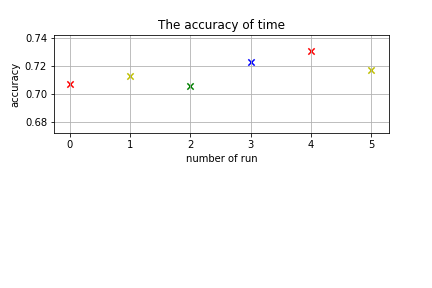 The accuracy of time
0.74
0.72
0.70
0.68
accuracy
0 1 2 3 4 5
number of run